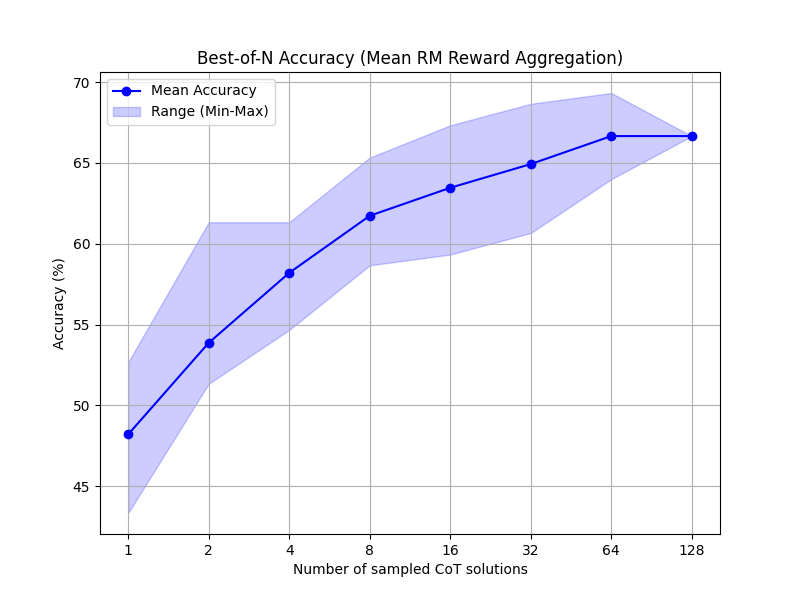 Best-of-N Accuracy (Mean RM Reward Aggregation)
Mean Accuracy
Range (Min-Max)
70
65
60
55
50
45
Accuracy (%)
1 2 4 8 16 32 64 128
Number of sampled CoT solutions